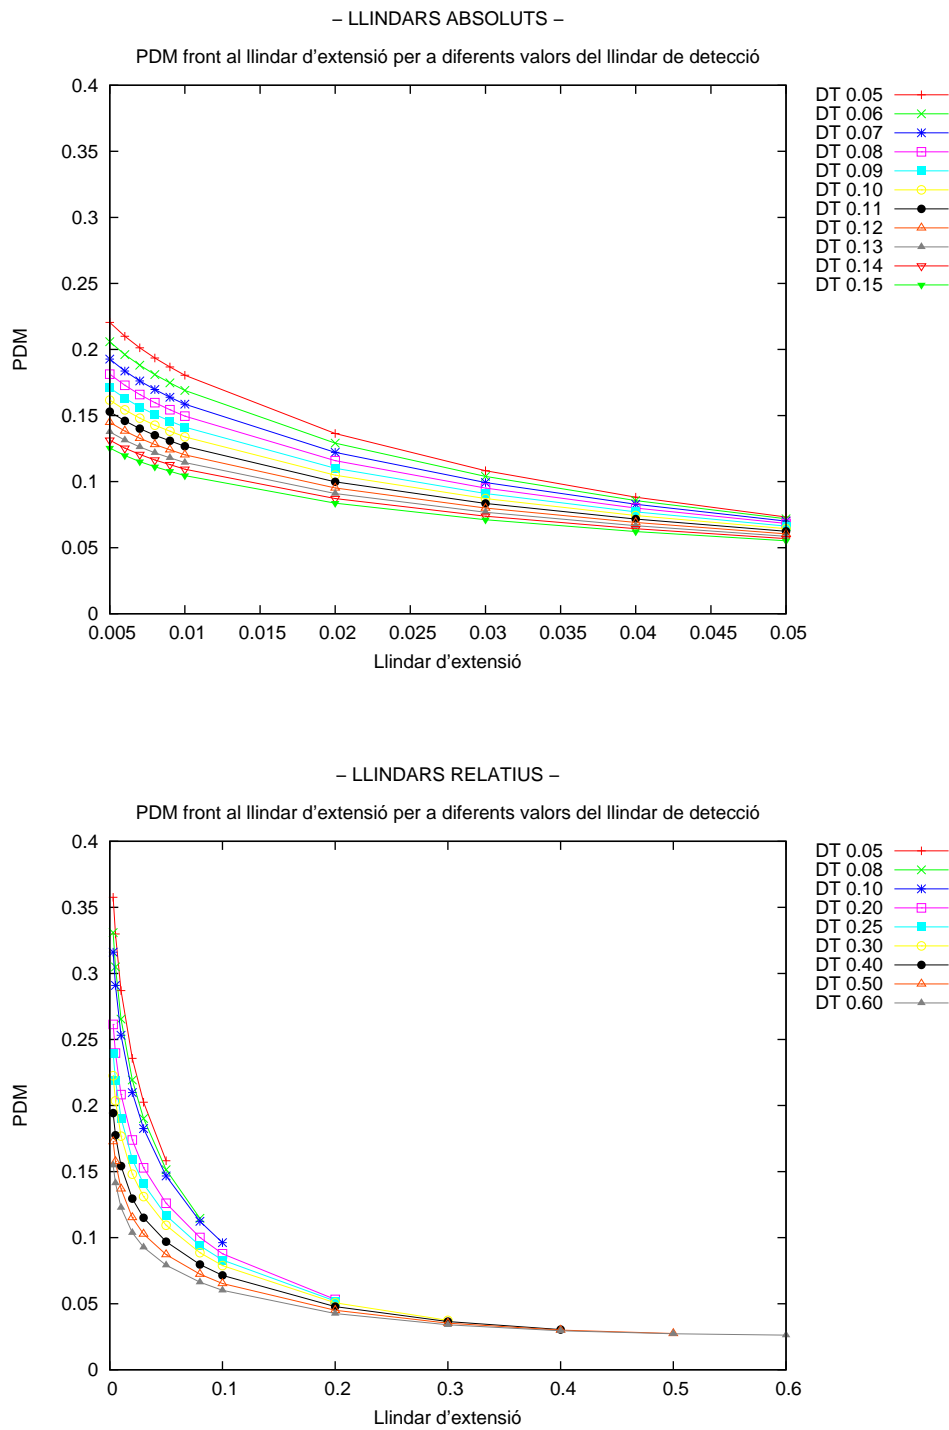 – LLINDARS ABSOLUTS –
PDM front al llindar d'extensió per a diferents valors del llindar de detecció
0.4
0.35
0.3
0.25
0.2
0.15
0.1
0.05
0
PDM
0.005 0.01 0.015 0.02 0.025 0.03 0.035 0.04 0.045 0.05
Llindar d'extensió
DT 0.05
DT 0.06
DT 0.07
DT 0.08
DT 0.09
DT 0.10
DT 0.11
DT 0.12
DT 0.13
DT 0.14
DT 0.15
– LLINDARS RELATIUS –
PDM front al llindar d'extensió per a diferents valors del llindar de detecció
0.4
0.35
0.3
0.25
0.2
0.15
0.1
0.05
0
PDM
0 0.1 0.2 0.3 0.4 0.5 0.6
Llindar d'extensió
DT 0.05
DT 0.08
DT 0.10
DT 0.20
DT 0.25
DT 0.30
DT 0.40
DT 0.50
DT 0.60